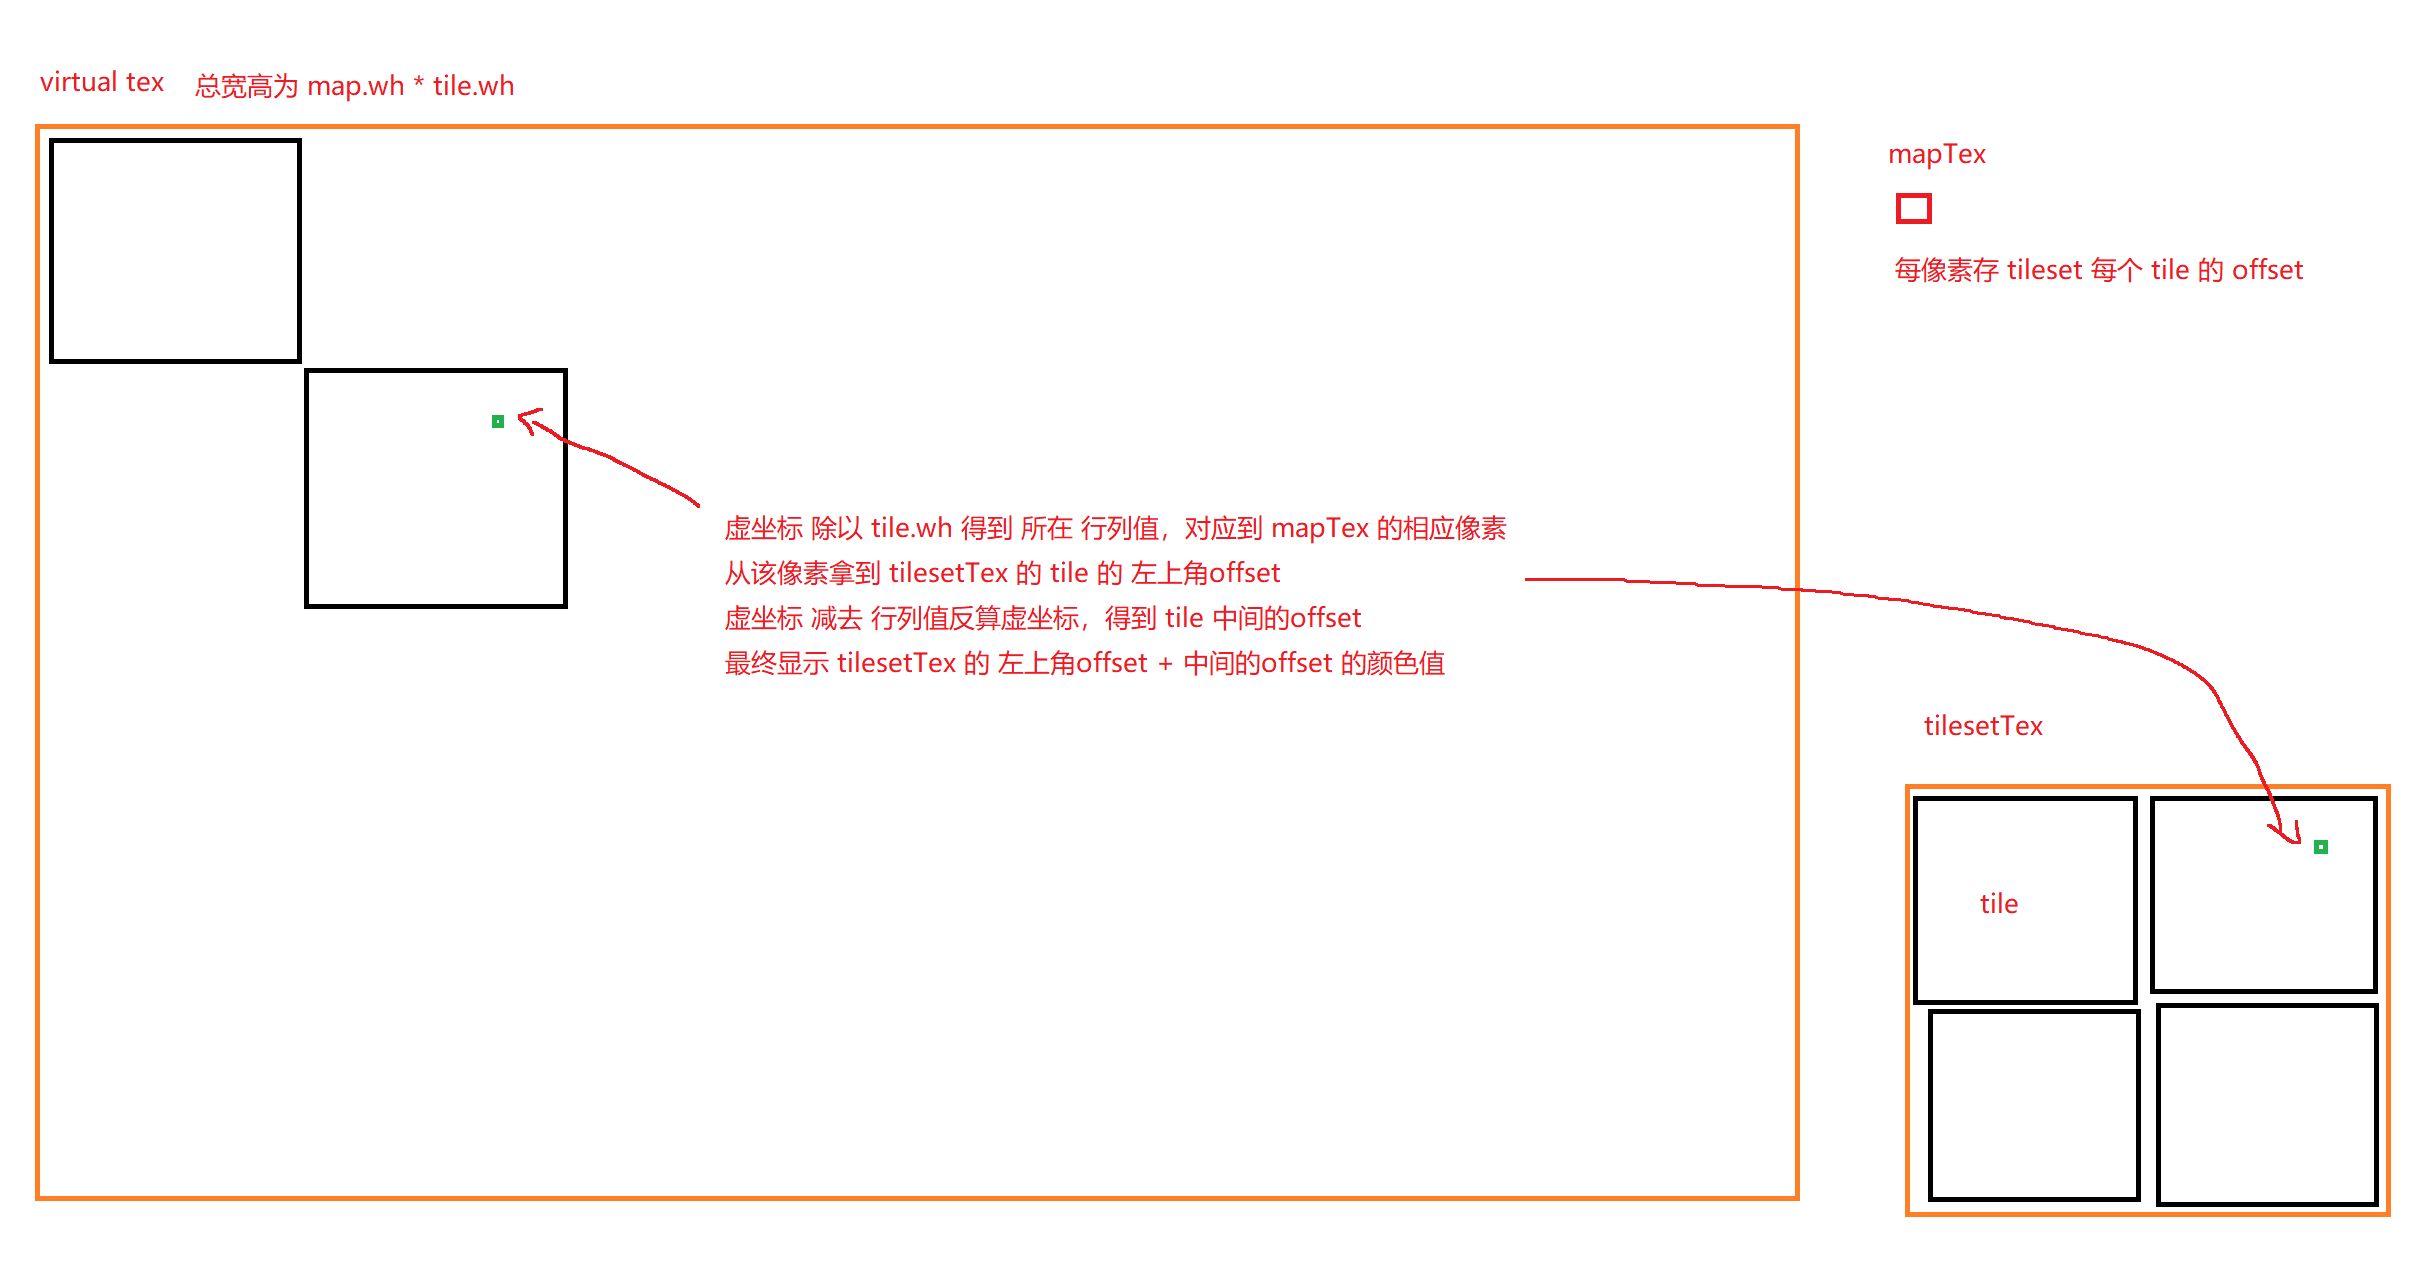 virtual tex 总宽高为 map.wh * tile.wh
mapTex
每像素存 tileset 每个 tile 的 offset
虚坐标 除以 tile.wh 得到 所在 行列值，对应到 mapTex 的相应像素
从该像素拿到 tilesetTex 的 tile 的 左上角offset
虚坐标 减去 行列值反算虚坐标，得到 tile 中间的offset
最终显示 tilesetTex 的 左上角offset + 中间的offset 的颜色值
tilesetTex
tile